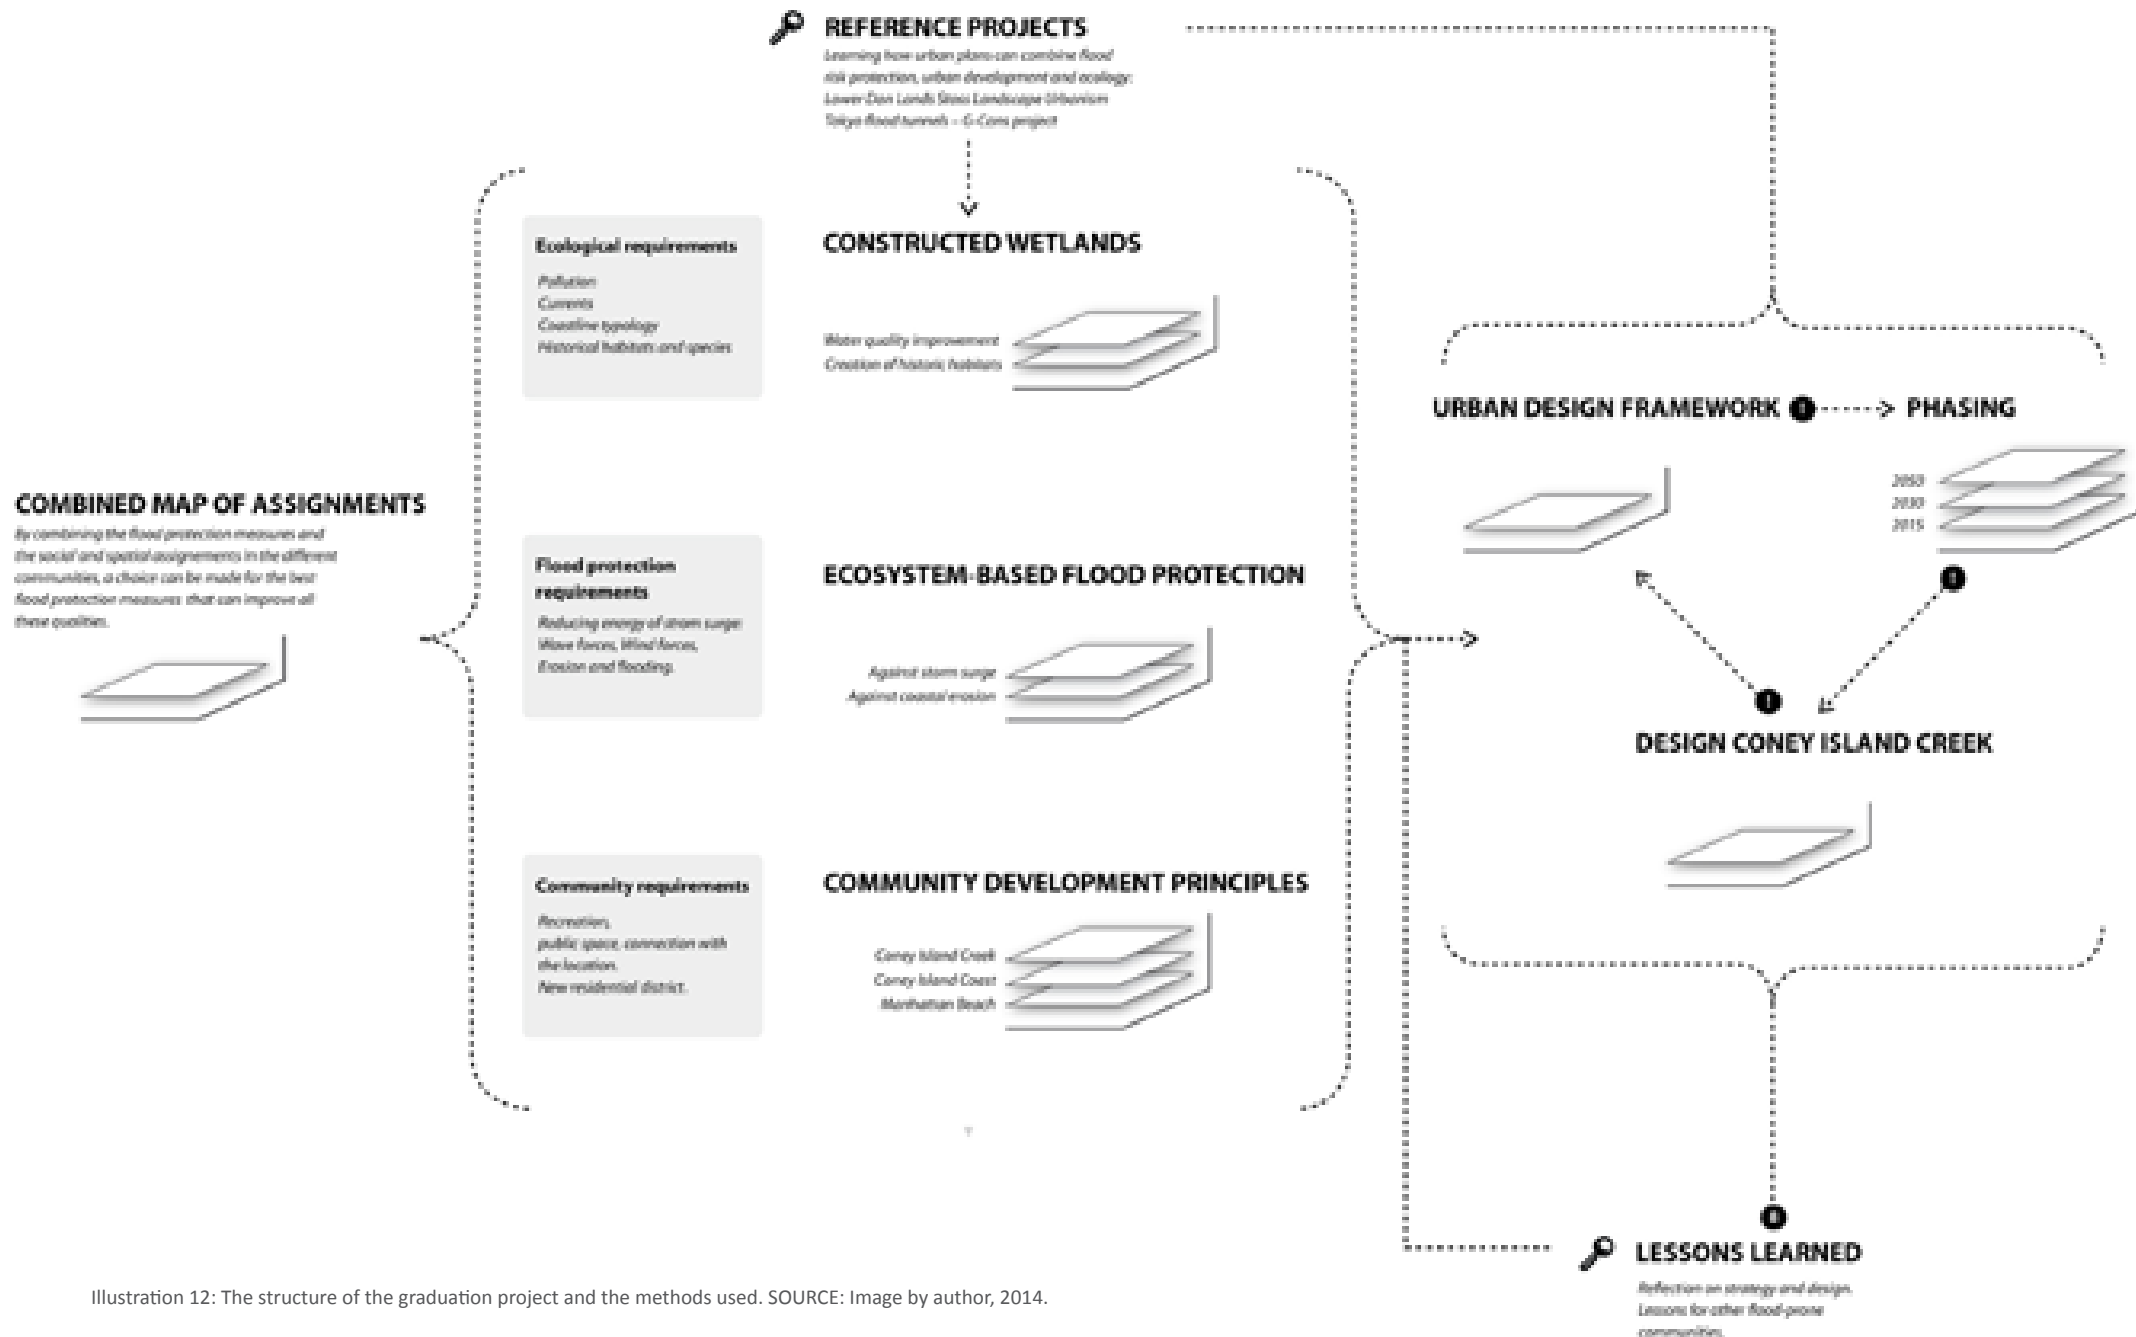 REFERENCE PROJECTS
Learning how urban plans can combine flood
risk protection, urban development and ecology:
Lower Don Lands Stoss Landscape Urbanism
Tokyo flood tunnels – G-Cans project
COMBINED MAP OF ASSIGNMENTS
By combining the flood protection measures and
the social and spatial assignements in the different
communities, a choice can be made for the best
flood protection measures that can improve all
these qualities.
Ecological requirements
Pollution
Currents
Coastline typology
Historical habitats and species
CONSTRUCTED WETLANDS
Water quality improvement
Creation of historic habitats
Flood protection
requirements
Reducing energy of strom surge:
Wave forces, Wind forces,
Erosion and flooding.
ECOSYSTEM-BASED FLOOD PROTECTION
Against storm surge
Against coastal erosion
Community requirements
Recreation,
public space, connection with
the location.
New residential district.
COMMUNITY DEVELOPMENT PRINCIPLES
Coney Island Creek
Coney Island Coast
Manhattan Beach
URBAN DESIGN FRAMEWORK
PHASING
2050
2030
2015
DESIGN CONEY ISLAND CREEK
LESSONS LEARNED
Reflection on strategy and design.
Lessons for other flood-prone
communities.
Illustration 12: The structure of the graduation project and the methods used. SOURCE: Image by author, 2014.